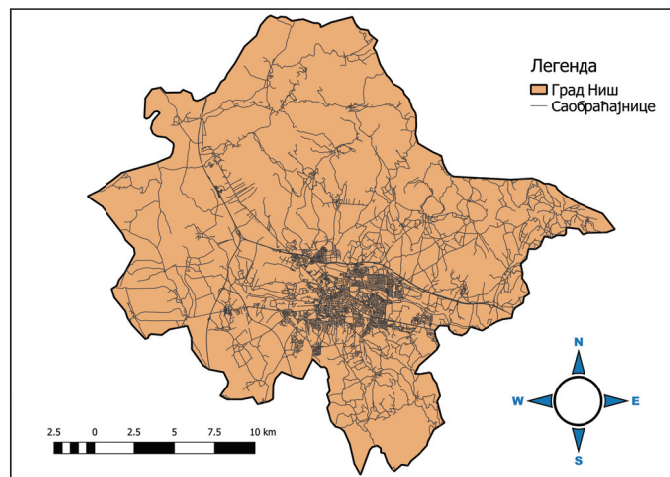 Легенда
Град Ниш
Саобраћајнице
N
W E
S
2.5 0 2.5 5 7.5 10 km